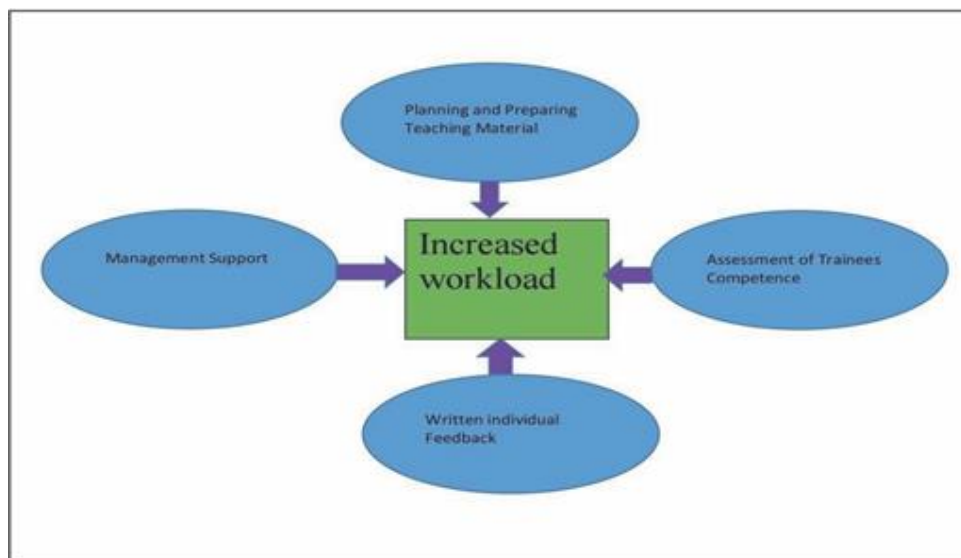 Planning and Preparing
Teaching Material
Management Support
Increased
workload
Assessment of Trainees
Competence
Written individual
Feedback